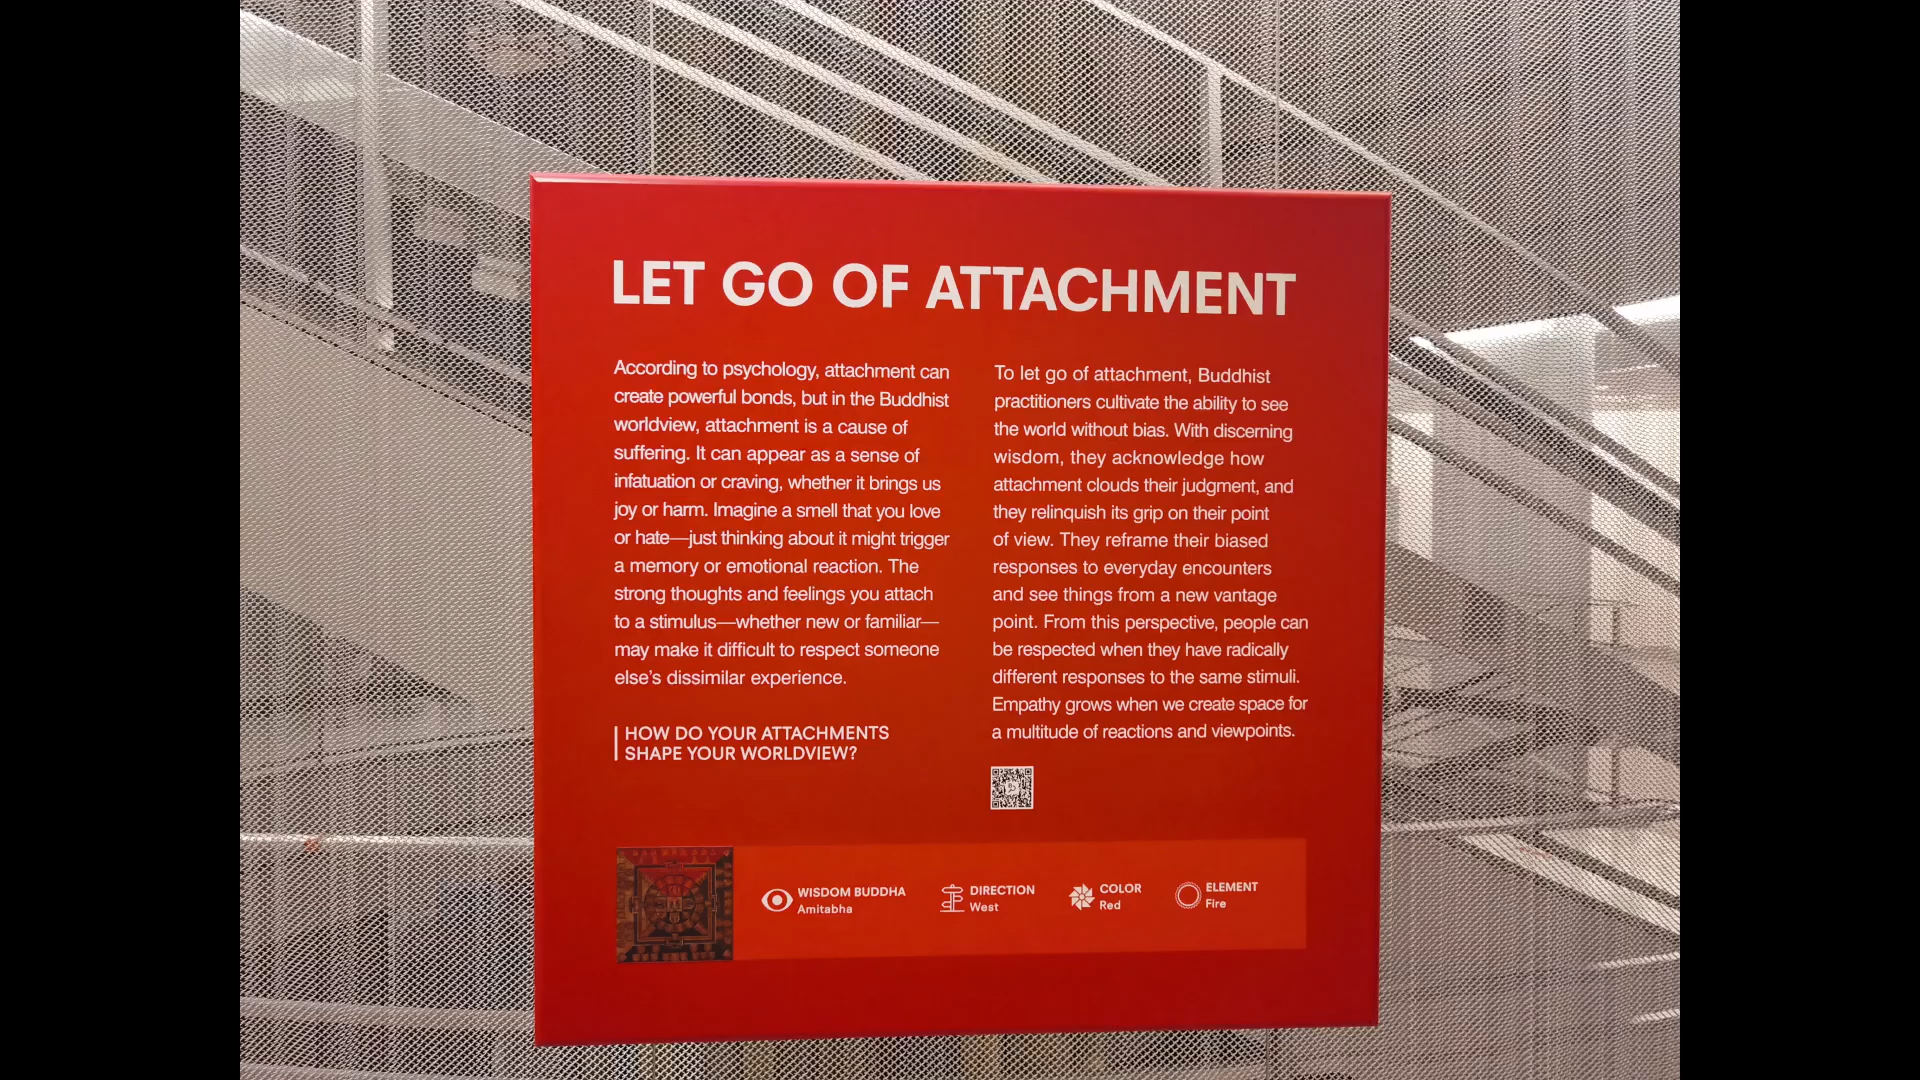 LET GO OF ATTACHMENT
According to psychology, attachment can
create powerful bonds, but in the Buddhist
worldview, attachment is a cause of
suffering. It can appear as a sense of
infatuation or craving, whether it brings us
joy or harm. Imagine a smell that you love
or hate—just thinking about it might trigger
a memory or emotional reaction. The
strong thoughts and feelings you attach
to a stimulus—whether new or familiar—
may make it difficult to respect someone
else's dissimilar experience.
HOW DO YOUR ATTACHMENTS
SHAPE YOUR WORLDVIEW?
To let go of attachment, Buddhist
practitioners cultivate the ability to see
the world without bias. With discerning
wisdom, they acknowledge how
attachment clouds their judgment, and
they relinquish its grip on their point
of view. They reframe their biased
responses to everyday encounters
and see things from a new vantage
point. From this perspective, people can
be respected when they have radically
different responses to the same stimuli.
Empathy grows when we create space for
a multitude of reactions and viewpoints.
WISDOM BUDDHA
Amitabha
DIRECTION
West
COLOR
Red
ELEMENT
Fire